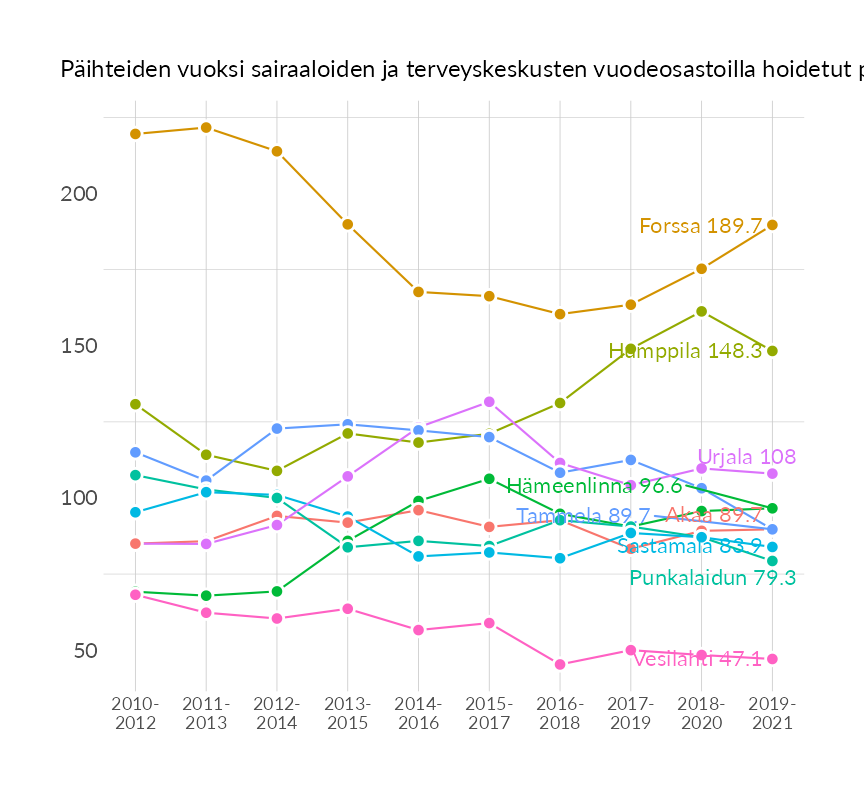 Päihteiden vuoksi sairaaloiden ja terveyskeskusten vuodeosastoilla hoidetut
200
Forssa 189.7
150
Humppila 148.3
Urjala 108
100
Hämeenlinna 96.6
Tammela 89.7
Akaa 89.7
Sastamala 83.9
Punkalaidun 79.3
50
Vesilahti 47.1
2010-
2012
2011-
2013
2012-
2014
2013-
2015
2014-
2016
2015-
2017
2016-
2018
2017-
2019
2018-
2020
2019-
2021